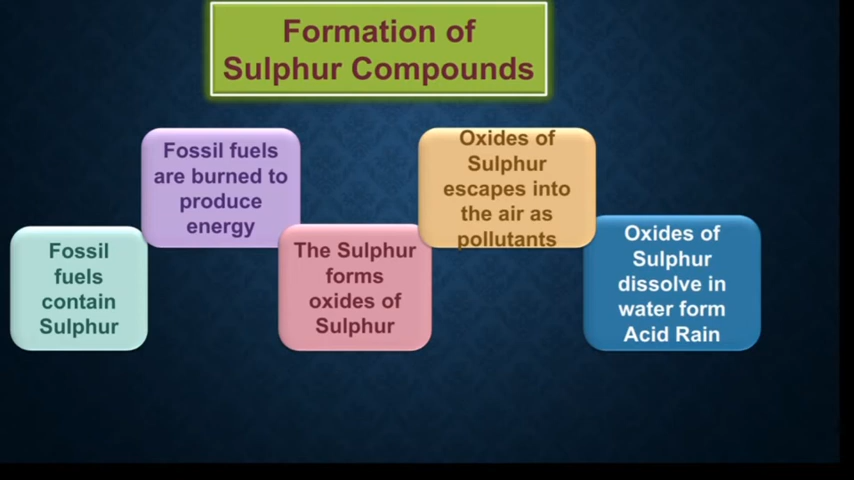 Formation of
Sulphur Compounds
Fossil
fuels
contain
Sulphur
Fossil fuels
are burned to
produce
energy
The Sulphur
forms
oxides of
Sulphur
Oxides of
Sulphur
escapes into
the air as
pollutants
Oxides of
Sulphur
dissolve in
water form
Acid Rain